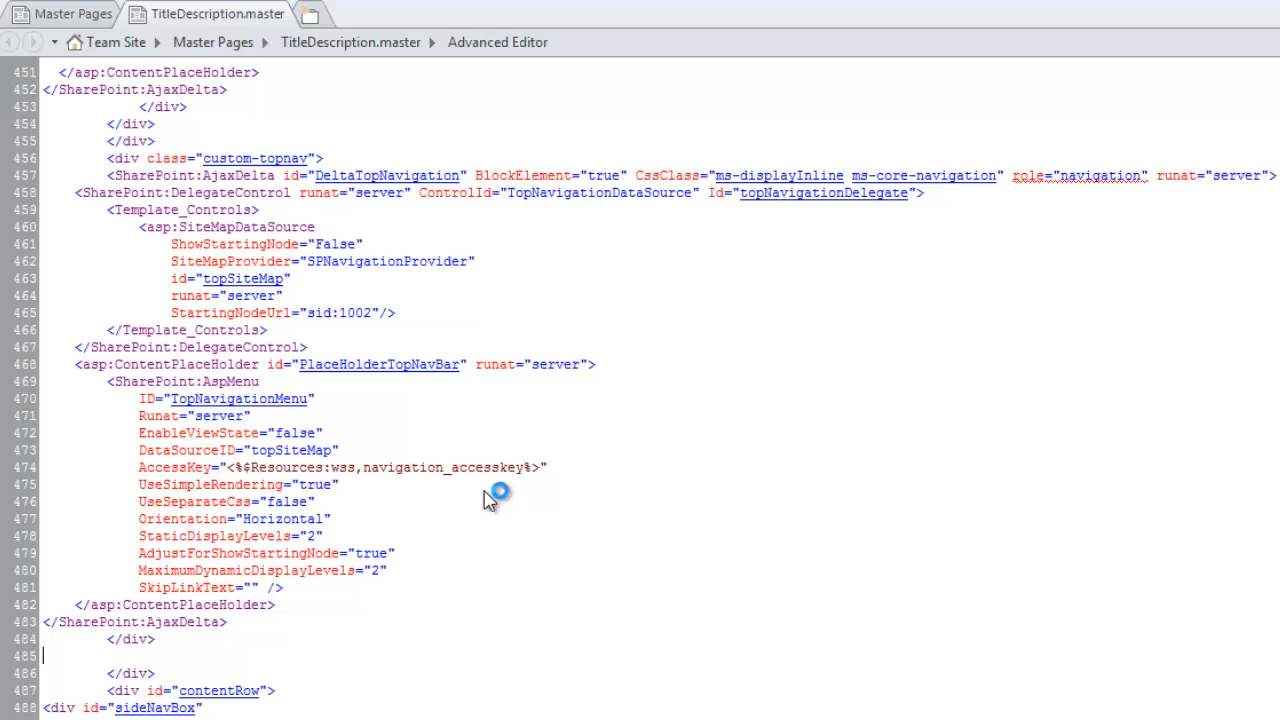 Master Pages TitleDescription.master
Team Site Master Pages TitleDescription.master Advanced Editor
451 </asp:ContentPlaceHolder>
452 </SharePoint:AjaxDelta>
453 </div>
454 </div>
455 </div>
456 <div class="custom-topnav">
457 <SharePoint:AjaxDelta id="DeltaTopNavigation" BlockElement="true" CssClass="ms-displayInline ms-core-navigation" role="navigation" runat="server">
458 <SharePoint:DelegateControl runat="server" ControlId="TopNavigationDataSource" Id="topNavigationDelegate">
459 <Template_Controls>
460 <asp:SiteMapDataSource
461 ShowStartingNode="False"
462 SiteMapProvider="SPNavigationProvider"
463 id="topSiteMap"
464 runat="server"
465 StartingNodeUrl="sid:1002"/>
466 </Template_Controls>
467 </SharePoint:DelegateControl>
468 <asp:ContentPlaceHolder id="PlaceHolderTopNavBar" runat="server">
469 <SharePoint:AspMenu
470 ID="TopNavigationMenu"
471 Runat="server"
472 EnableViewState="false"
473 DataSourceID="topSiteMap"
474 AccessKey="<%$Resources:wss,navigation_accesskey%>"
475 UseSimpleRendering="true"
476 UseSeparateCss="false"
477 Orientation="Horizontal"
478 StaticDisplayLevels="2"
479 AdjustForShowStartingNode="true"
480 MaximumDynamicDisplayLevels="2"
481 SkipLinkText="" />
482 </asp:ContentPlaceHolder>
483 </SharePoint:AjaxDelta>
484 </div>
485
486 </div>
487 <div id="contentRow">
488 <div id="sideNavBox"